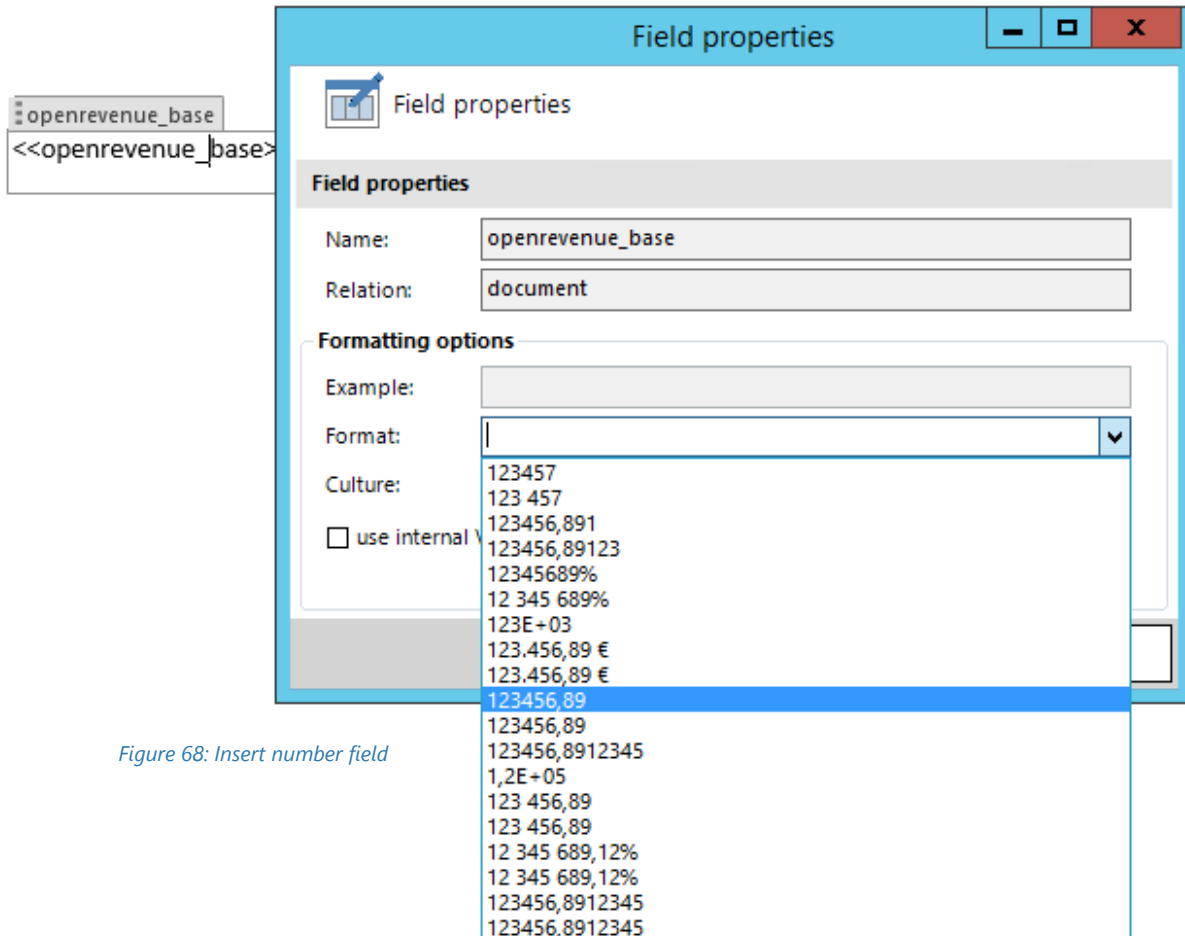 Field properties
Field properties
openrevenue_base
<<openrevenue_base>
Field properties
Name:
openrevenue_base
Relation:
document
Formatting options
Example:
Format:
Culture:
use internal
123457
123 457
123456,891
123456,89123
12345689%
12 345 689%
123E+03
123.456,89 €
123.456,89 €
123456,89
123456,89
123456,8912345
1,2E+05
123 456,89
123 456,89
12 345 689,12%
12 345 689,12%
123456,8912345
123456,8912345
Figure 68: Insert number field